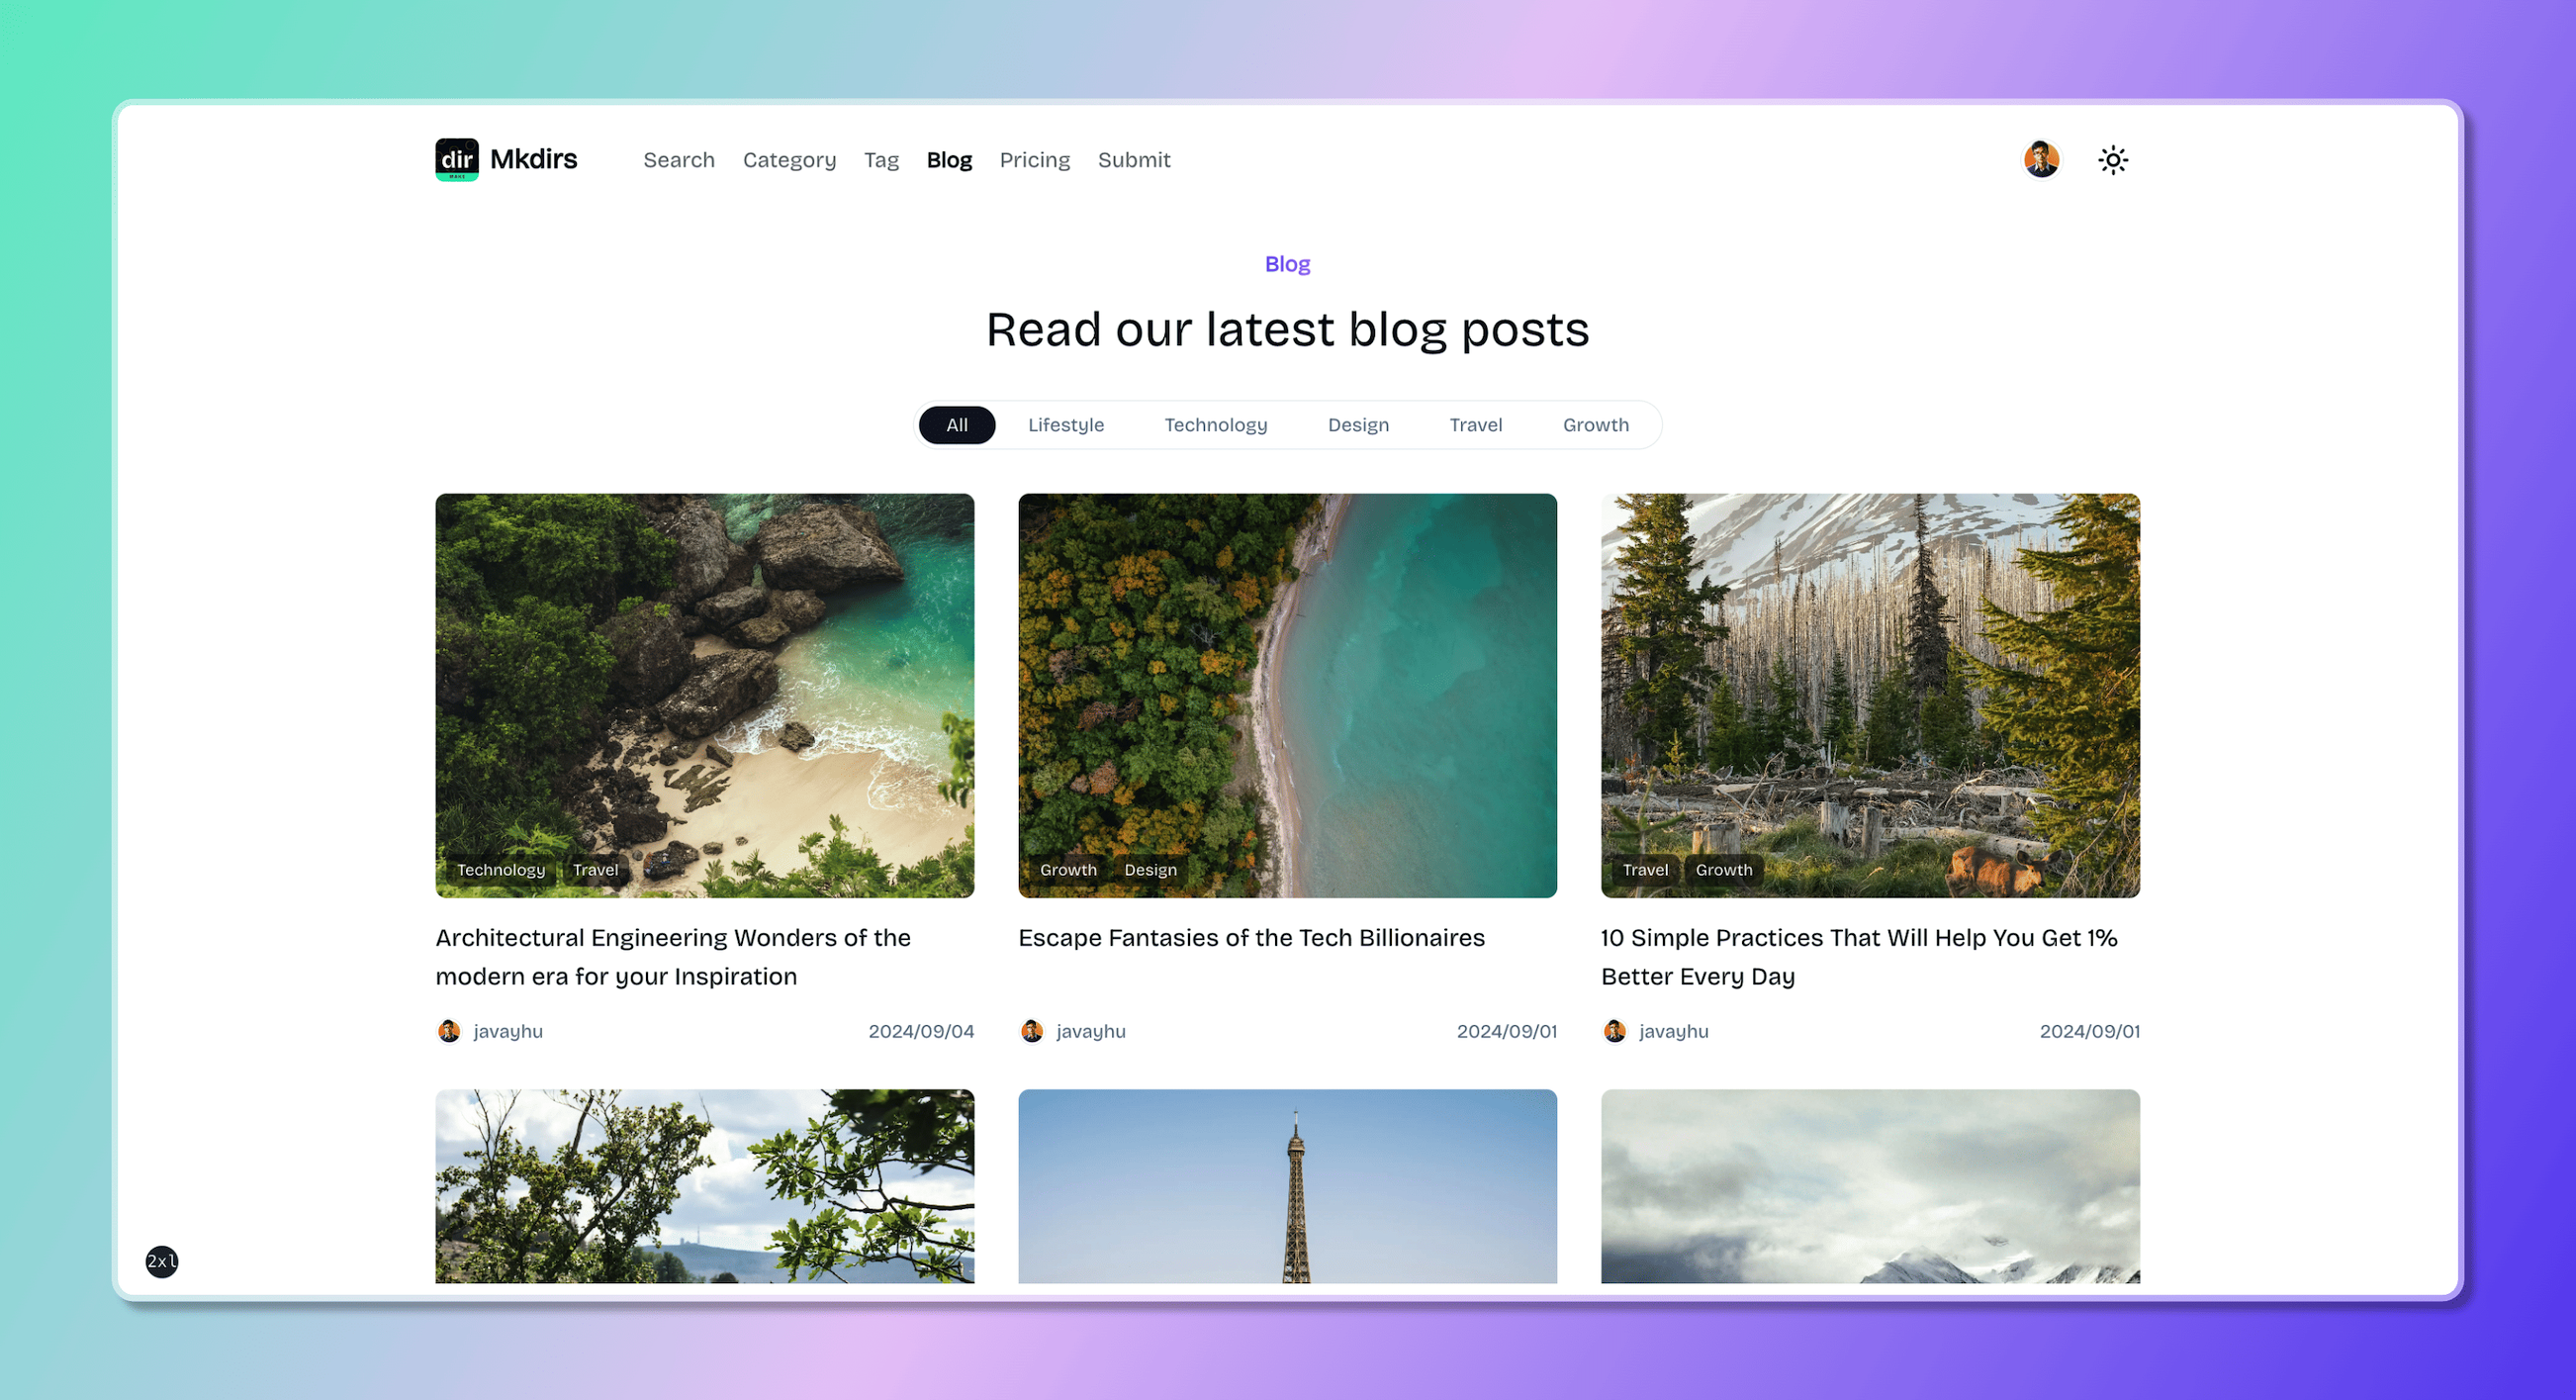 dir
Mkdirs
Search
Category
Tag
Blog
Pricing
Submit
Blog
Read our latest blog posts
All
Lifestyle
Technology
Design
Travel
Growth
Technology
Travel
Growth
Design
Travel
Growth
Architectural Engineering Wonders of the
modern era for your Inspiration
Escape Fantasies of the Tech Billionaires
10 Simple Practices That Will Help You Get 1%
Better Every Day
javayhu
2024/09/04
javayhu
2024/09/01
javayhu
2024/09/01
2xl